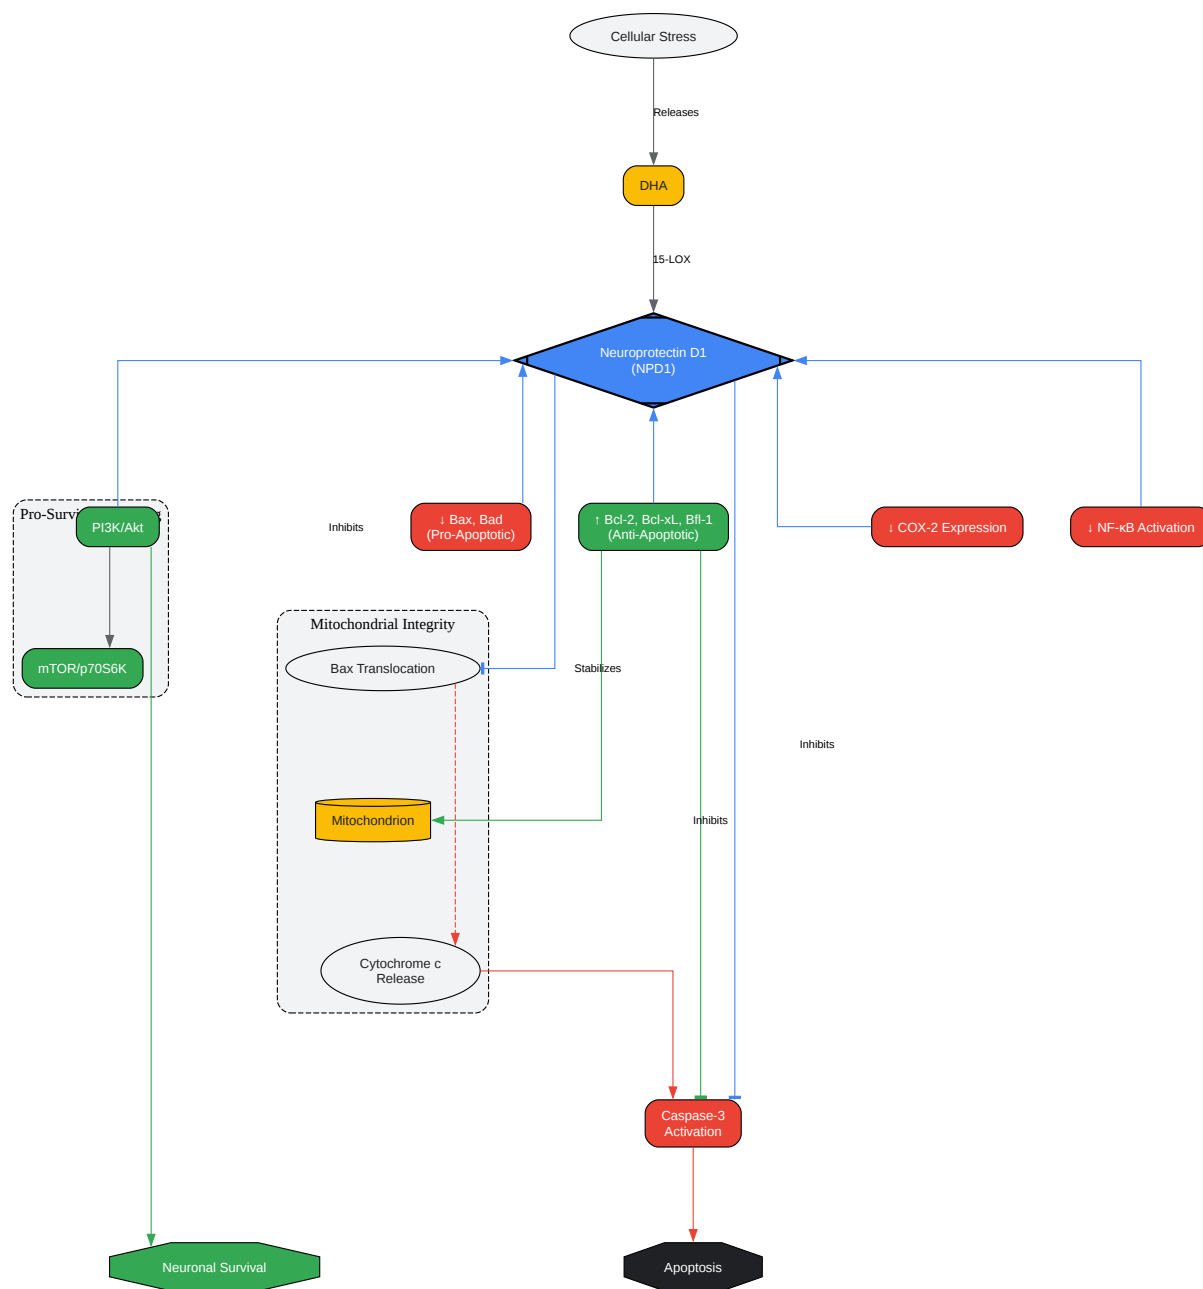 Cellular Stress
Releases
DHA
15-LOX
Neuroprotectin D1
(NPD1)
PI3K/Akt
Inhibits
↓ Bax, Bad
(Pro-Apoptotic)
↑ Bcl-2, Bcl-xL, Bfl-1
(Anti-Apoptotic)
↓ COX-2 Expression
↓ NF-κB Activation
Mitochondrial Integrity
mTOR/p70S6K
Bax Translocation
Stabilizes
Inhibits
Mitochondrion
Inhibits
Cytochrome c
Release
Caspase-3
Activation
Neuronal Survival
Apoptosis